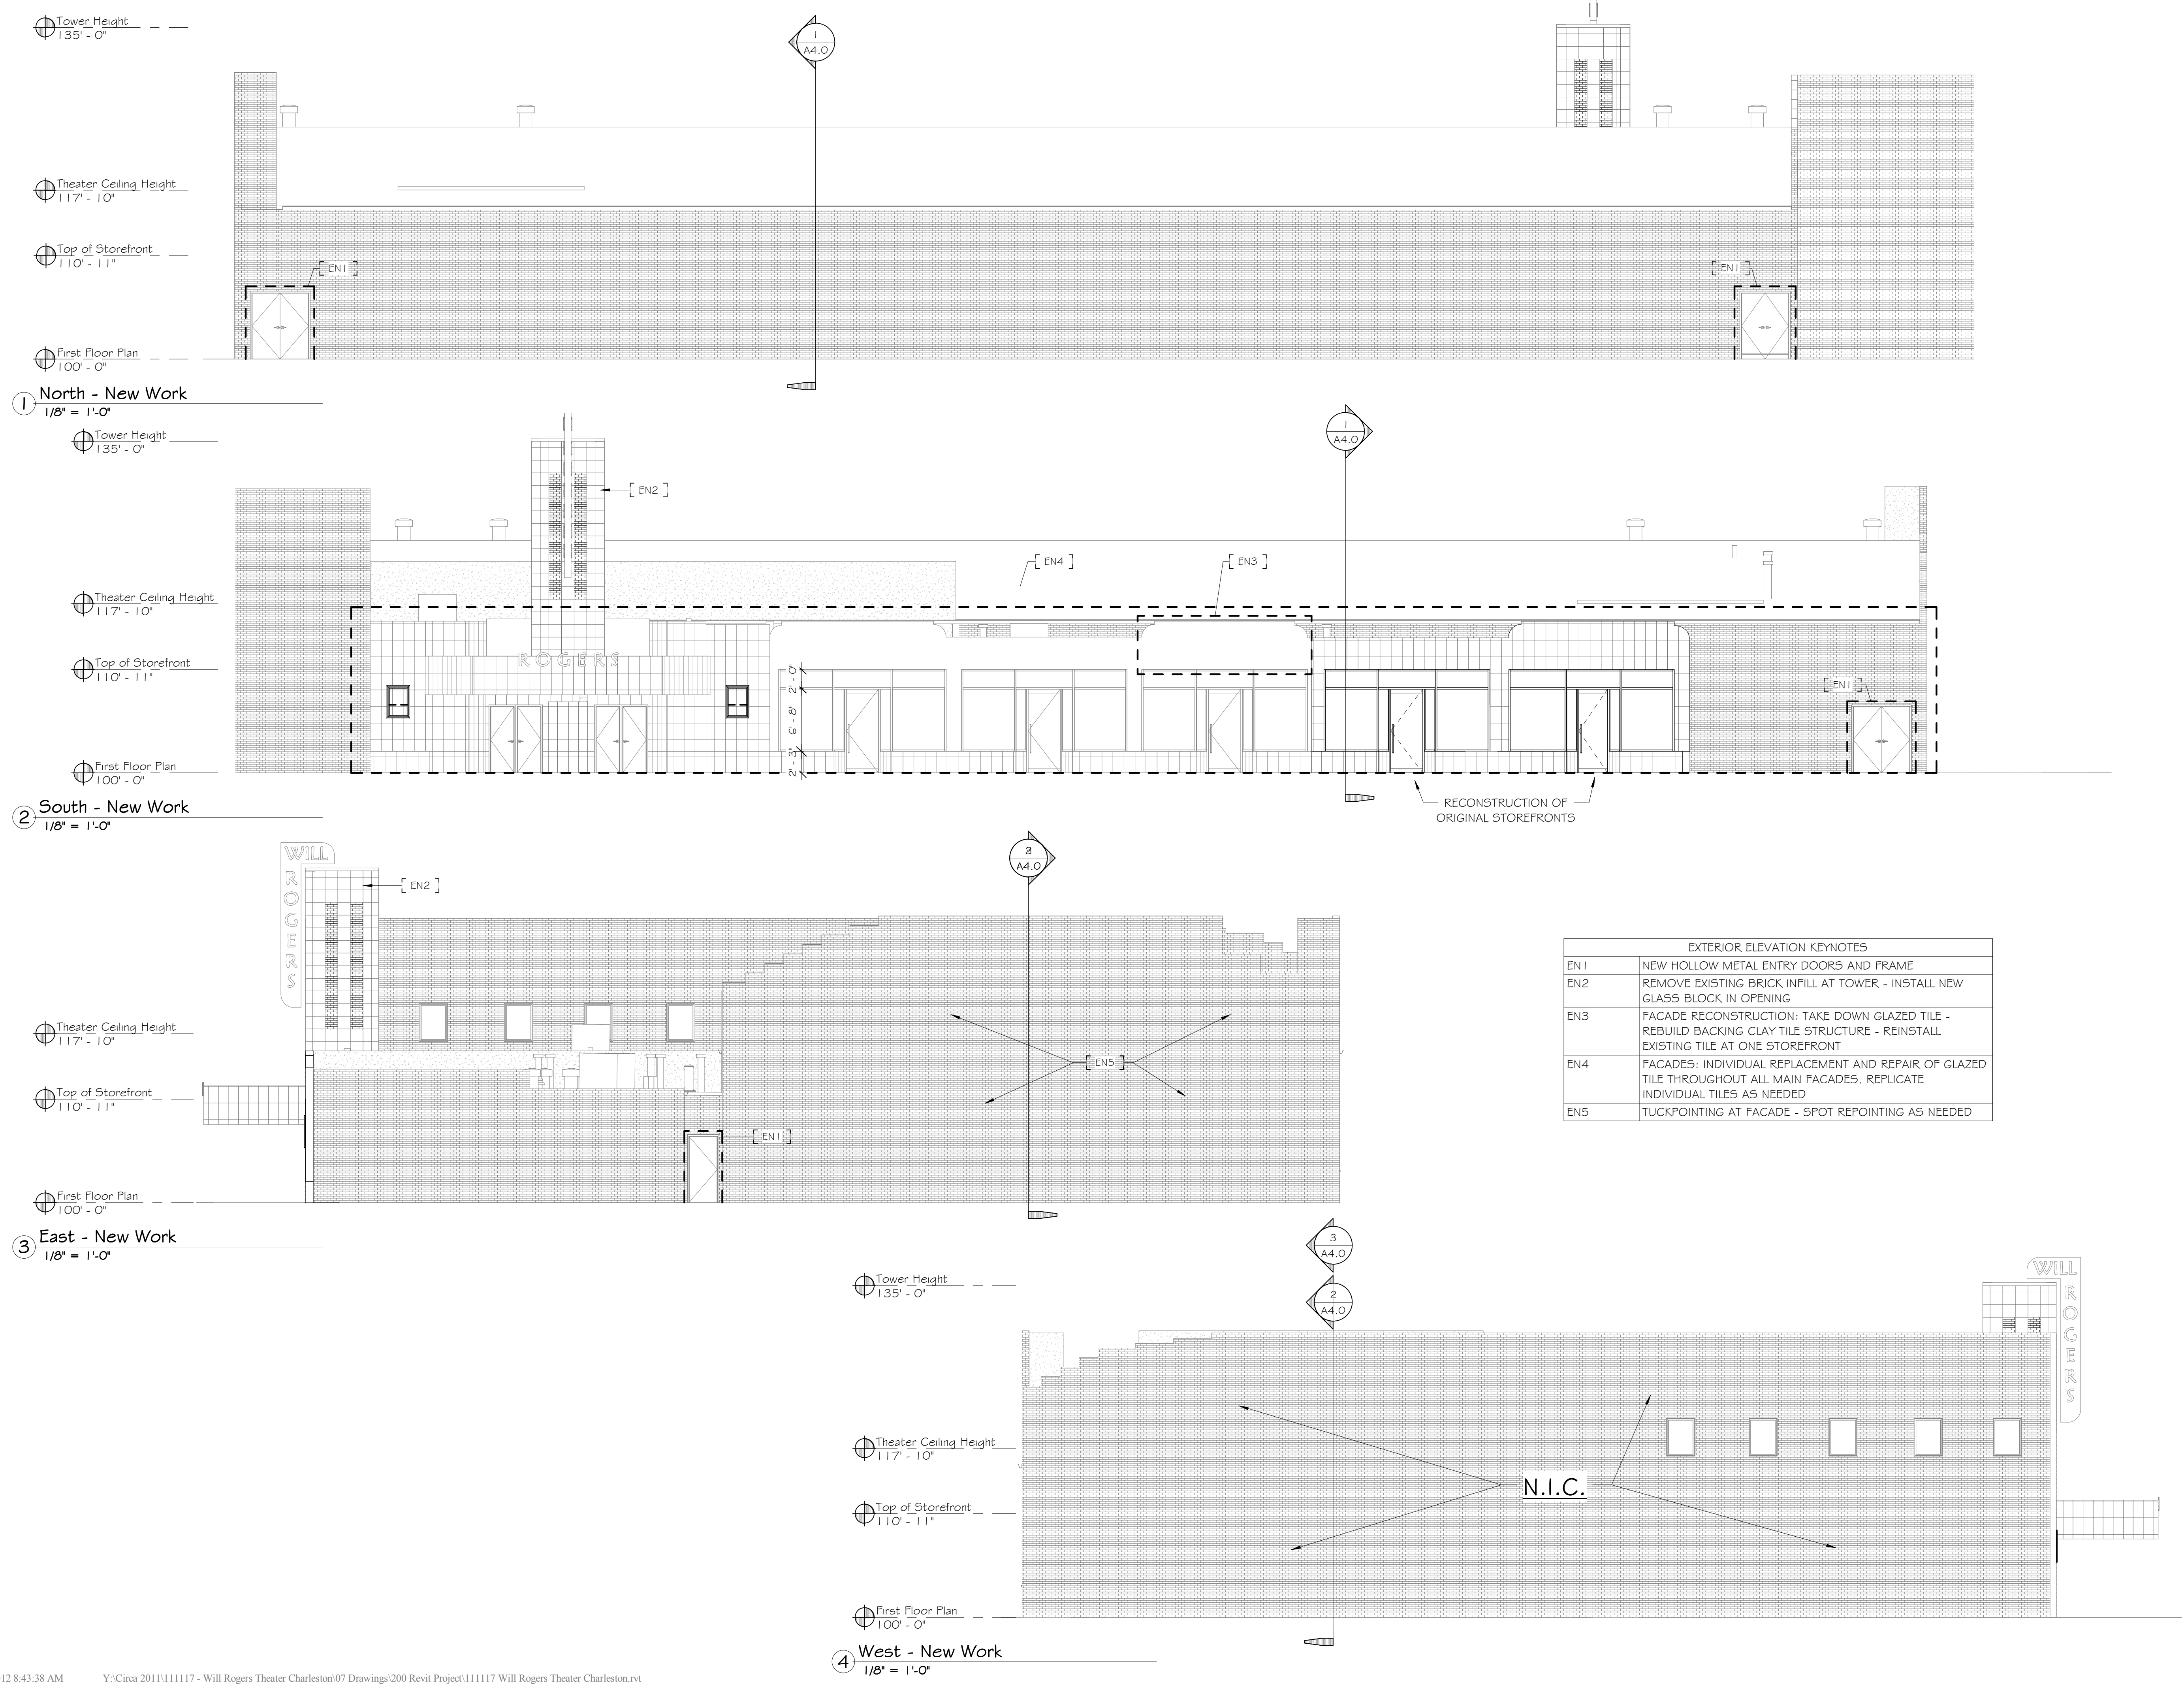 Tower Height
135' - 0"
1
A4.0
Theater Ceiling Height
117' - 10"
Top of Storefront
110' - 11"
EN1
EN1
First Floor Plan
100' - 0"
1 North - New Work
1/8" = 1'-0"
Tower Height
135' - 0"
1
A4.0
EN2
EN4
EN3
Theater Ceiling Height
117' - 10"
ROGERS
Top of Storefront
110' - 11"
2' - 0"
6' - 8"
2' - 3"
EN1
First Floor Plan
100' - 0"
RECONSTRUCTION OF
ORIGINAL STOREFRONTS
2 South - New Work
1/8" = 1'-0"
WILL
ROGERS
EN2
3
A4.0
Theater Ceiling Height
117' - 10"
EN5
Top of Storefront
110' - 11"
EN1
First Floor Plan
100' - 0"
3 East - New Work
1/8" = 1'-0"
EXTERIOR ELEVATION KEYNOTES
EN1 NEW HOLLOW METAL ENTRY DOORS AND FRAME
EN2 REMOVE EXISTING BRICK INFILL AT TOWER - INSTALL NEW
GLASS BLOCK IN OPENING
EN3 FACADE RECONSTRUCTION: TAKE DOWN GLAZED TILE -
REBUILD BACKING CLAY TILE STRUCTURE - REINSTALL
EXISTING TILE AT ONE STOREFRONT
EN4 FACADES: INDIVIDUAL REPLACEMENT AND REPAIR OF GLAZED
TILE THROUGHOUT ALL MAIN FACADES. REPLICATE
INDIVIDUAL TILES AS NEEDED
EN5 TUCKPOINTING AT FACADE - SPOT REPOINTING AS NEEDED
3
A4.0
2
A4.0
Tower Height
135' - 0"
WILL
ROGERS
Theater Ceiling Height
117' - 10"
N.I.C.
Top of Storefront
110' - 11"
First Floor Plan
100' - 0"
4 West - New Work
1/8" = 1'-0"
12 8:43:38 AM
Y:\Circa 2011\111117 - Will Rogers Theater Charleston\07 Drawings\200 Revit Project\111117 Will Rogers Theater Charleston.rvt